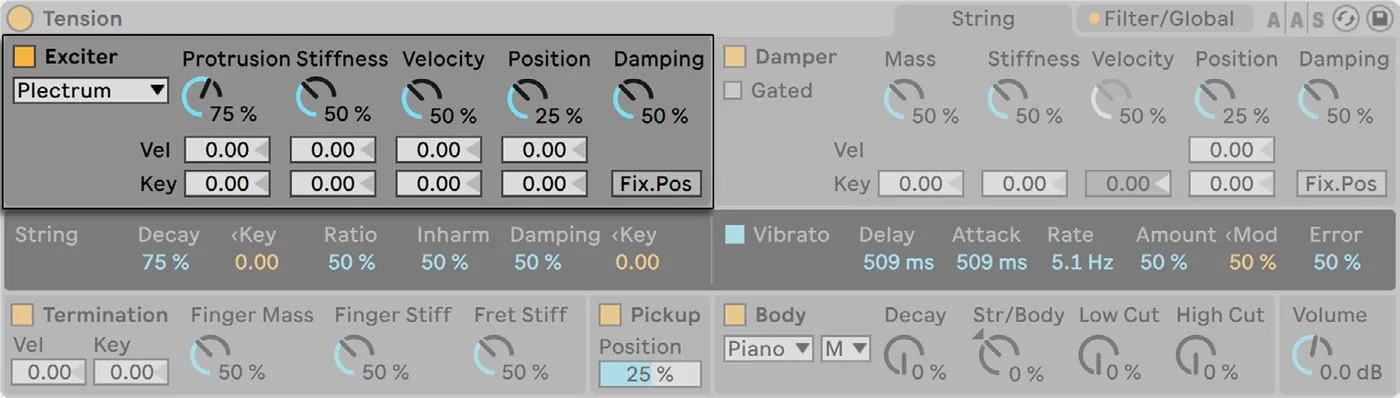 Tension String Filter/Global AAS
Exciter Protrusion Stiffness Velocity Position Damping
Plectrum 75 % 50 % 50 % 25 % 50 %
Vel 0.00 0.00 0.00 0.00
Key 0.00 0.00 0.00 0.00 Fix.Pos
Damper Mass Stiffness Velocity Position Damping
Gated 50 % 50 % 50 % 25 % 50 %
Vel 0.00
Key 0.00 0.00 0.00 0.00 Fix.Pos
String Decay <Key Ratio Inharm Damping <Key
75 % 0.00 50 % 50 % 50 % 0.00
Vibrato Delay Attack Rate Amount <Mod Error
509 ms 509 ms 5.1 Hz 50 % 50 % 50 %
Termination Finger Mass Finger Stiff Fret Stiff
Vel Key
0.00 0.00 50 % 50 % 50 %
Pickup
Position
25 %
Body Decay Str/Body Low Cut High Cut
Piano M 0 % 0 % 0 % 0 %
Volume
0.0 dB